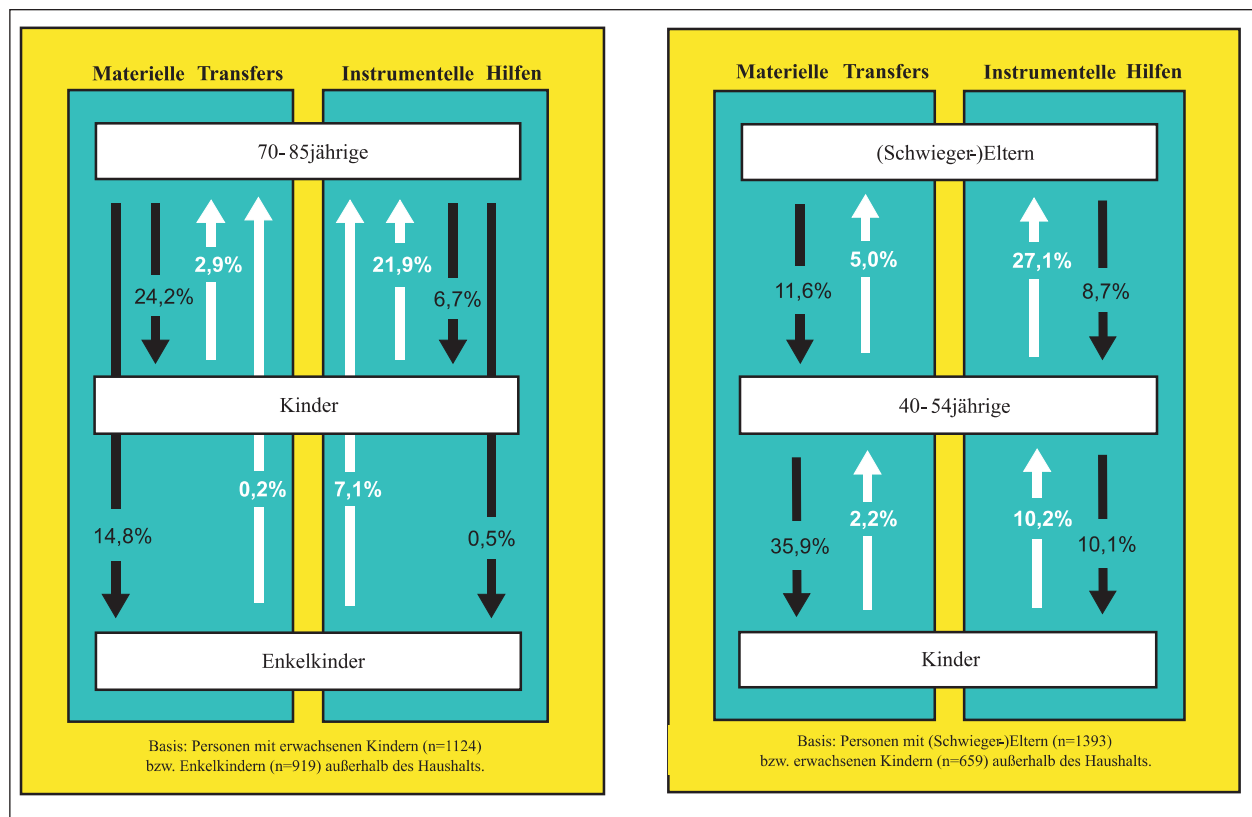 Materielle Transfers Instrumentelle Hilfen
70-85jährige
2,9% 21,9%
24,2% 6,7%
Kinder
0,2% 7,1%
14,8% 0,5%
Enkelkinder
Basis: Personen mit erwachsenen Kindern (n=1124)
bzw. Enkelkindern (n=919) außerhalb des Haushalts.
Materielle Transfers Instrumentelle Hilfen
(Schwieger-)Eltern
5,0% 27,1%
11,6% 8,7%
40-54jährige
2,2% 10,2%
35,9% 10,1%
Kinder
Basis: Personen mit (Schwieger-)Eltern (n=1393)
bzw. erwachsenen Kindern (n=659) außerhalb des Haushalts.